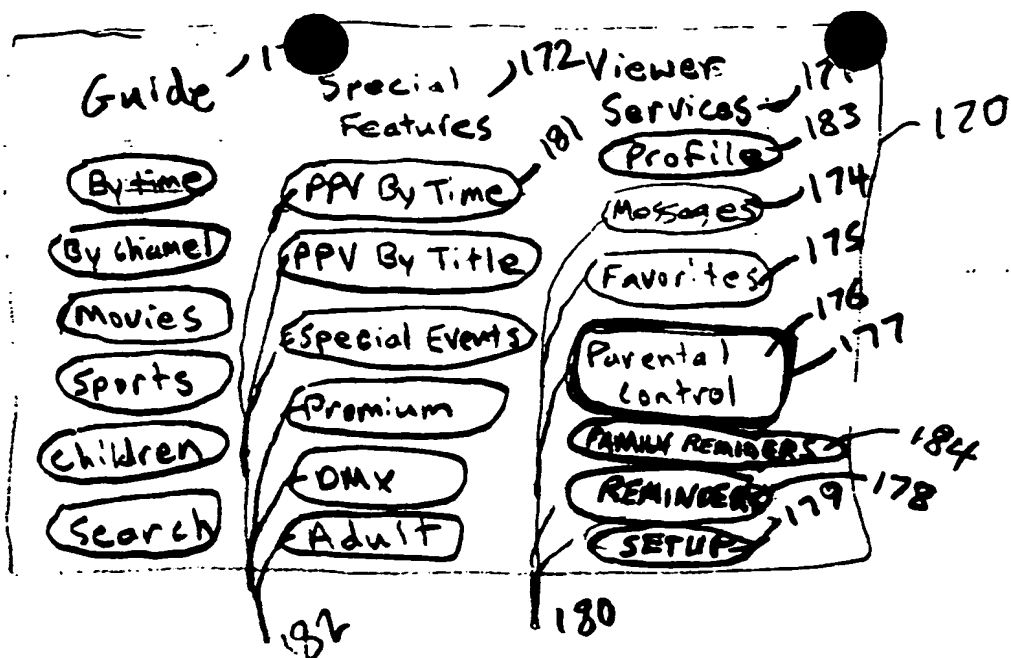 Guide
By time
By channel
Movies
Sports
children
Search
172
Special
Features
181
PPV By Time
PPV By Title
Special Events
Premium
DMX
Adult
182
Viewer
Services
183
Profile
120
174
Messages
175
Favorites
176
177
Parental
control
FAMILY REMINDERS
184
REMINDERS
178
179
SETUP
180